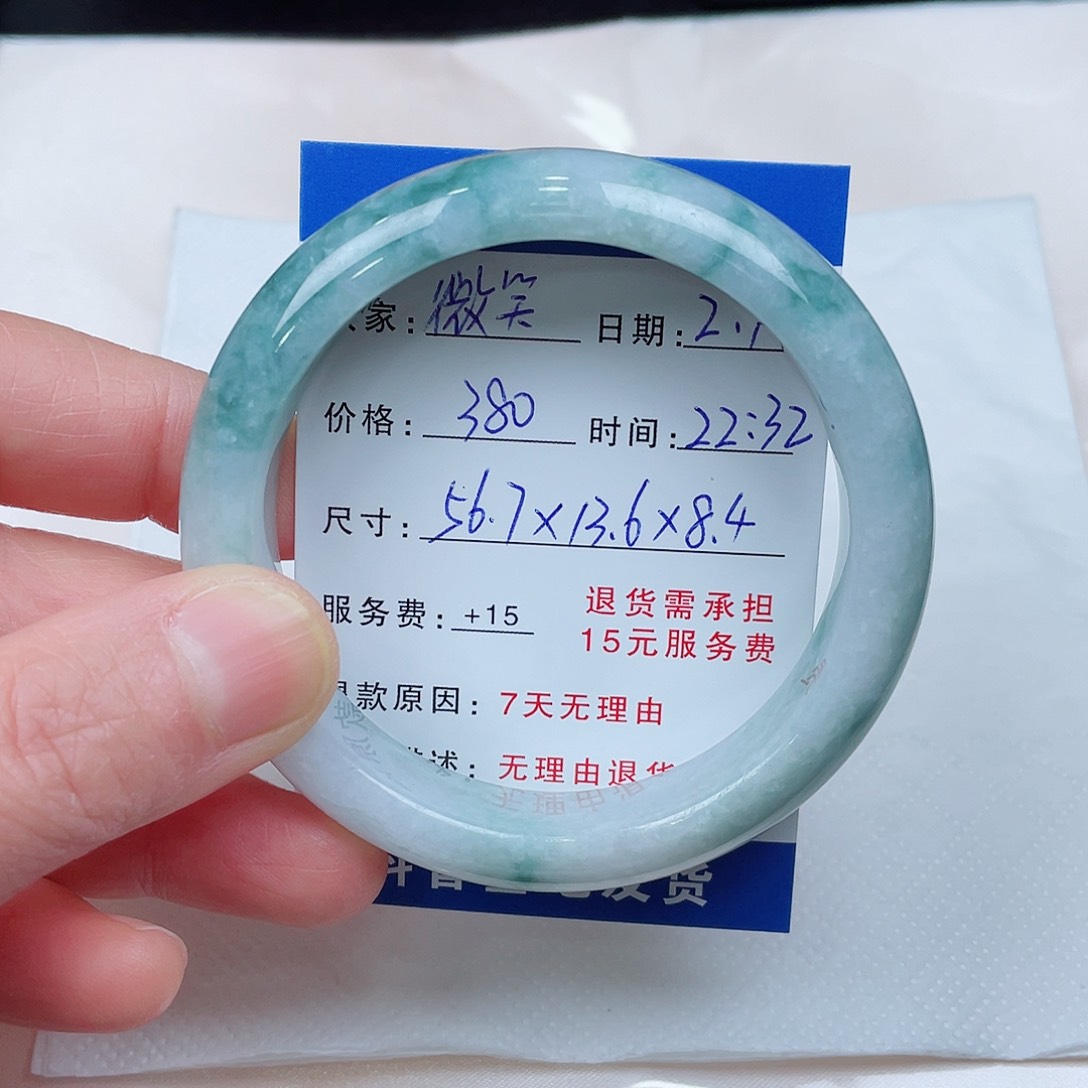 家: 微笑 日期: 2.
价格: 380 时间: 22:32
尺寸: 56.7×13.6×8.4
服务费: +15 退货需承担
15元服务费
款原因: 7天无理由
述: 无理由退货
发货